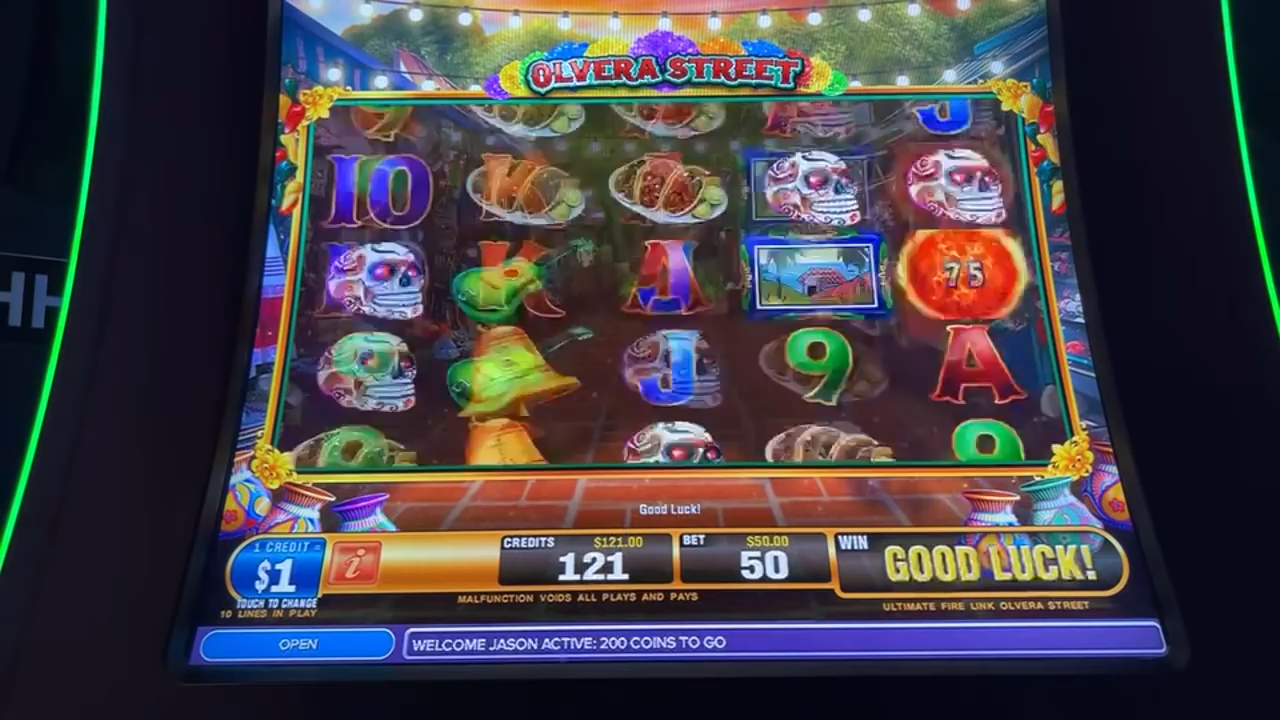 OLVERA STREET
9 J
10 K
HH K A 75
J 9 A
9
Good Luck!
1 CREDIT =
$1
TOUCH TO CHANGE
10 LINES IN PLAY
i
CREDITS $121.00
121
BET $50.00
50
WIN GOOD LUCK!
MALFUNCTION VOIDS ALL PLAYS AND PAYS
ULTIMATE FIRE LINK OLVERA STREET
OPEN
WELCOME JASON ACTIVE: 200 COINS TO GO